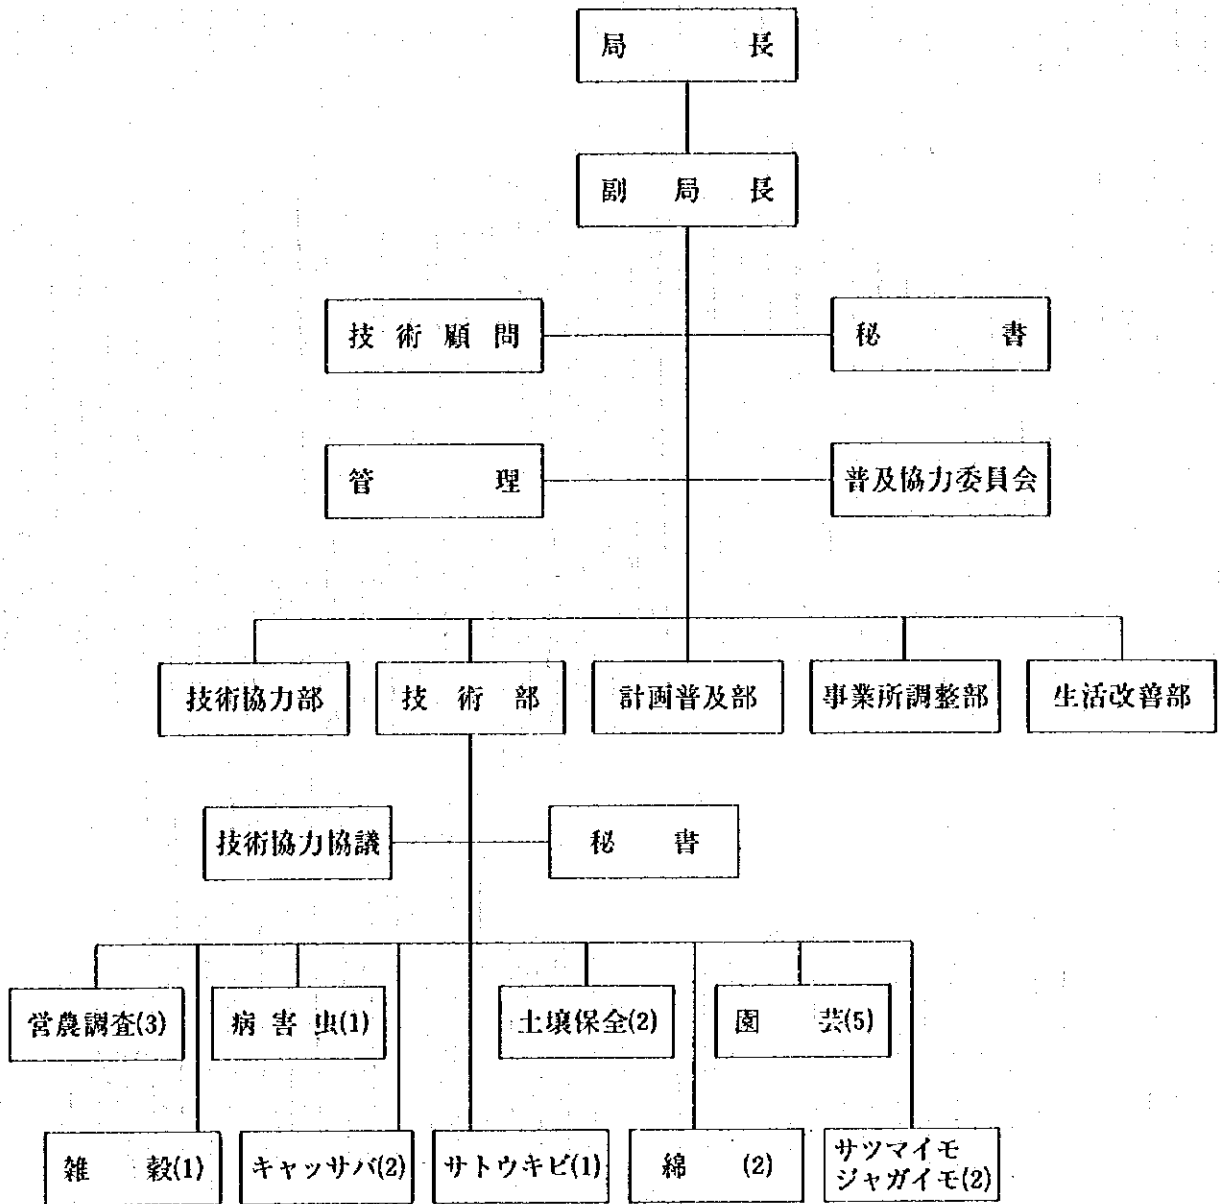 局長
副局長
技術顧問
秘書
管理
普及協力委員会
技術協力部
技術部
計画普及部
事業所調整部
生活改善部
技術協力協議
秘書
営農調査(3)
病害虫(1)
土壌保全(2)
園芸(5)
雑穀(1)
キャッサバ(2)
サトウキビ(1)
綿(2)
サツマイモ
ジャガイモ(2)